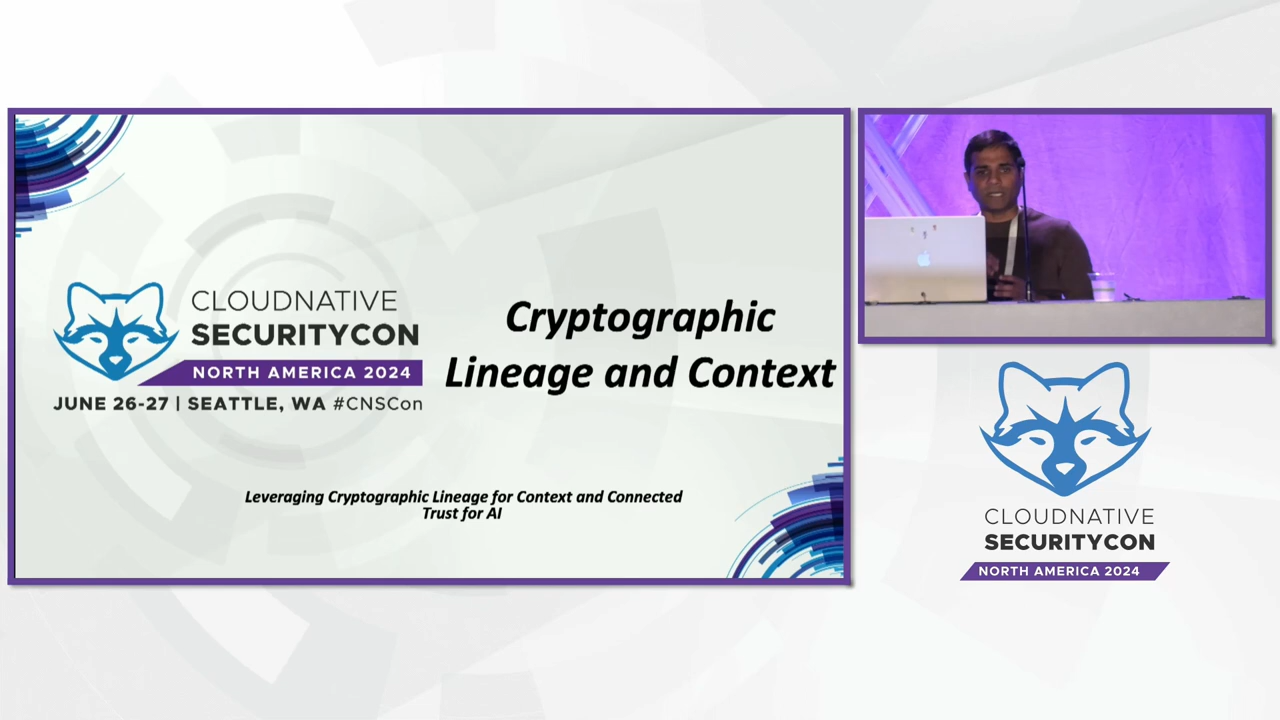 CLOUDNATIVE
SECURITYCON
NORTH AMERICA 2024
JUNE 26-27 | SEATTLE, WA #CNSCon
Cryptographic
Lineage and Context
Leveraging Cryptographic Lineage for Context and Connected
Trust for AI
CLOUDNATIVE
SECURITYCON
NORTH AMERICA 2024